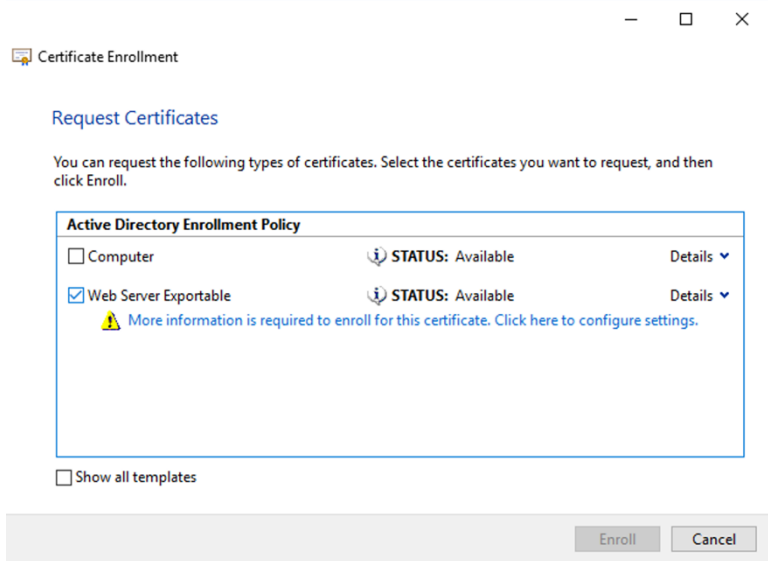 Certificate Enrollment
Request Certificates
You can request the following types of certificates. Select the certificates you want to request, and then
click Enroll.
Active Directory Enrollment Policy
Computer STATUS: Available Details
Web Server Exportable STATUS: Available Details
More information is required to enroll for this certificate. Click here to configure settings.
Show all templates
Enroll Cancel